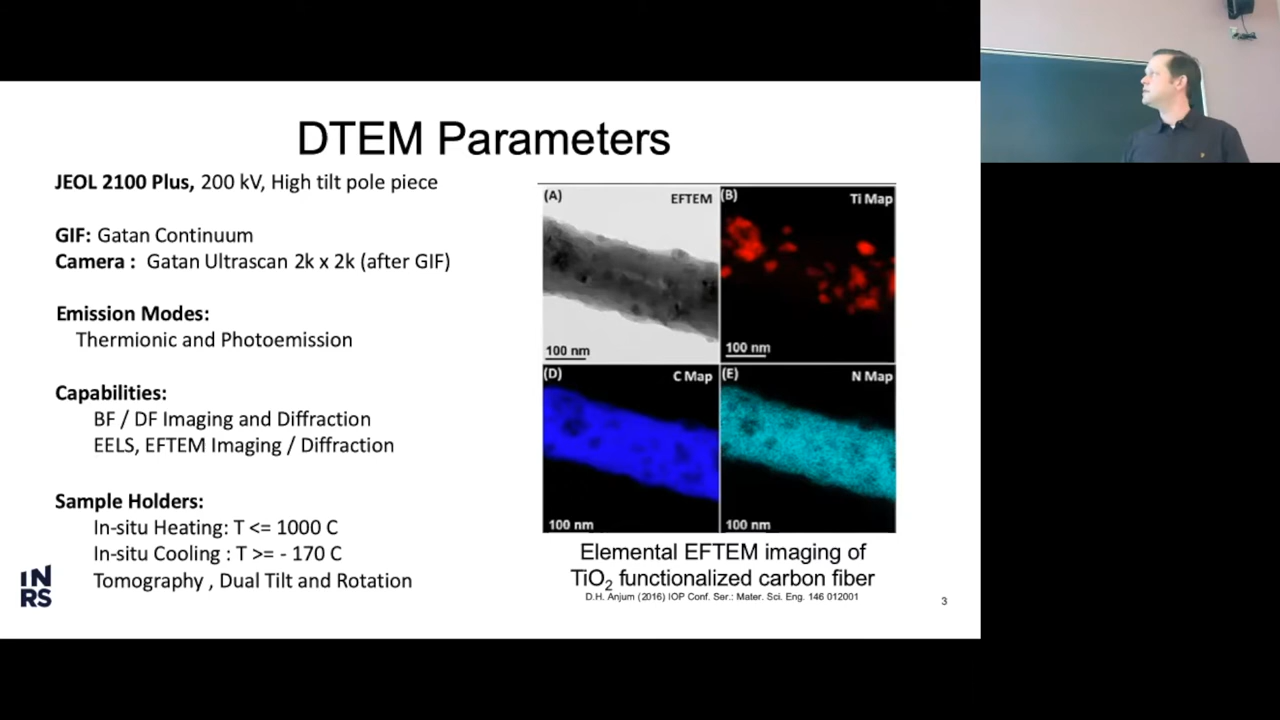 DTEM Parameters
JEOL 2100 Plus, 200 kV, High tilt pole piece
GIF: Gatan Continuum
Camera : Gatan Ultrascan 2k x 2k (after GIF)
Emission Modes:
Thermionic and Photoemission
Capabilities:
BF / DF Imaging and Diffraction
EELS, EFTEM Imaging / Diffraction
Sample Holders:
In-situ Heating: T <= 1000 C
In-situ Cooling : T >= - 170 C
Tomography , Dual Tilt and Rotation
(A) EFTEM
100 nm
(B) Ti Map
100 nm
(D) C Map
100 nm
(E) N Map
100 nm
Elemental EFTEM imaging of
TiO2 functionalized carbon fiber
D.H. Anjum (2016) IOP Conf. Ser.: Mater. Sci. Eng. 146 012001
INRS
3